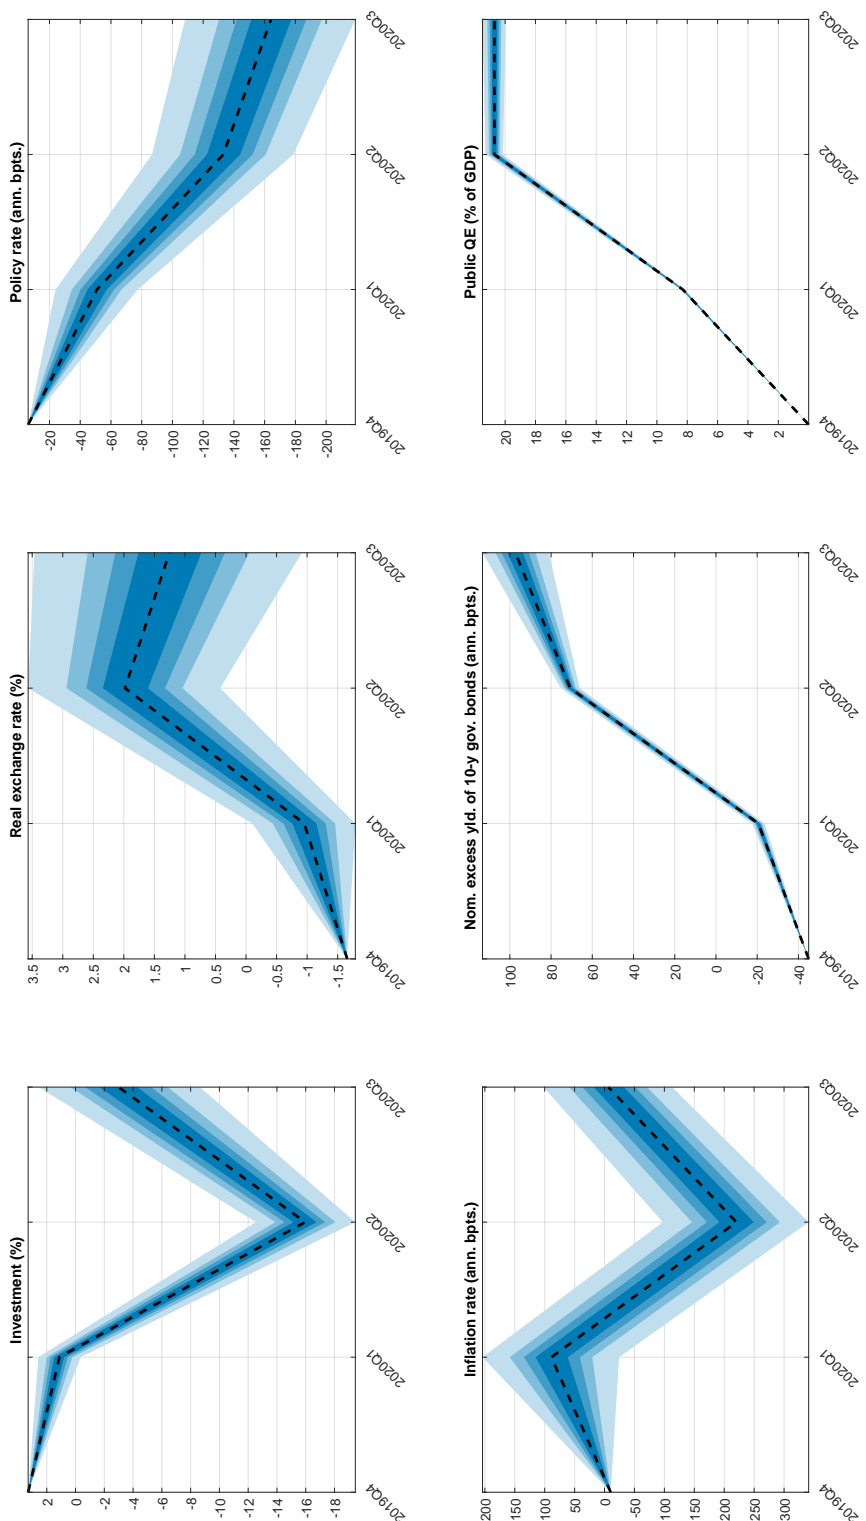 Investment (%)
2
0
-2
-4
-6
-8
-10
-12
-14
-16
-18
2019Q4
2020Q1
2020Q2
2020Q3
Real exchange rate (%)
3.5
3
2.5
2
1.5
1
0.5
0
-0.5
-1
-1.5
2019Q4
2020Q1
2020Q2
2020Q3
Policy rate (ann. bpts.)
-20
-40
-60
-80
-100
-120
-140
-160
-180
-200
2019Q4
2020Q1
2020Q2
2020Q3
Inflation rate (ann. bpts.)
200
150
100
50
0
-50
100
150
200
250
300
2019Q4
2020Q1
2020Q2
2020Q3
Nom. excess yld. of 10-y gov. bonds (ann. bpts.)
100
80
60
40
20
0
-20
-40
2019Q4
2020Q1
2020Q2
2020Q3
Public QE (% of GDP)
20
18
16
14
12
10
8
6
4
2
2019Q4
2020Q1
2020Q2
2020Q3